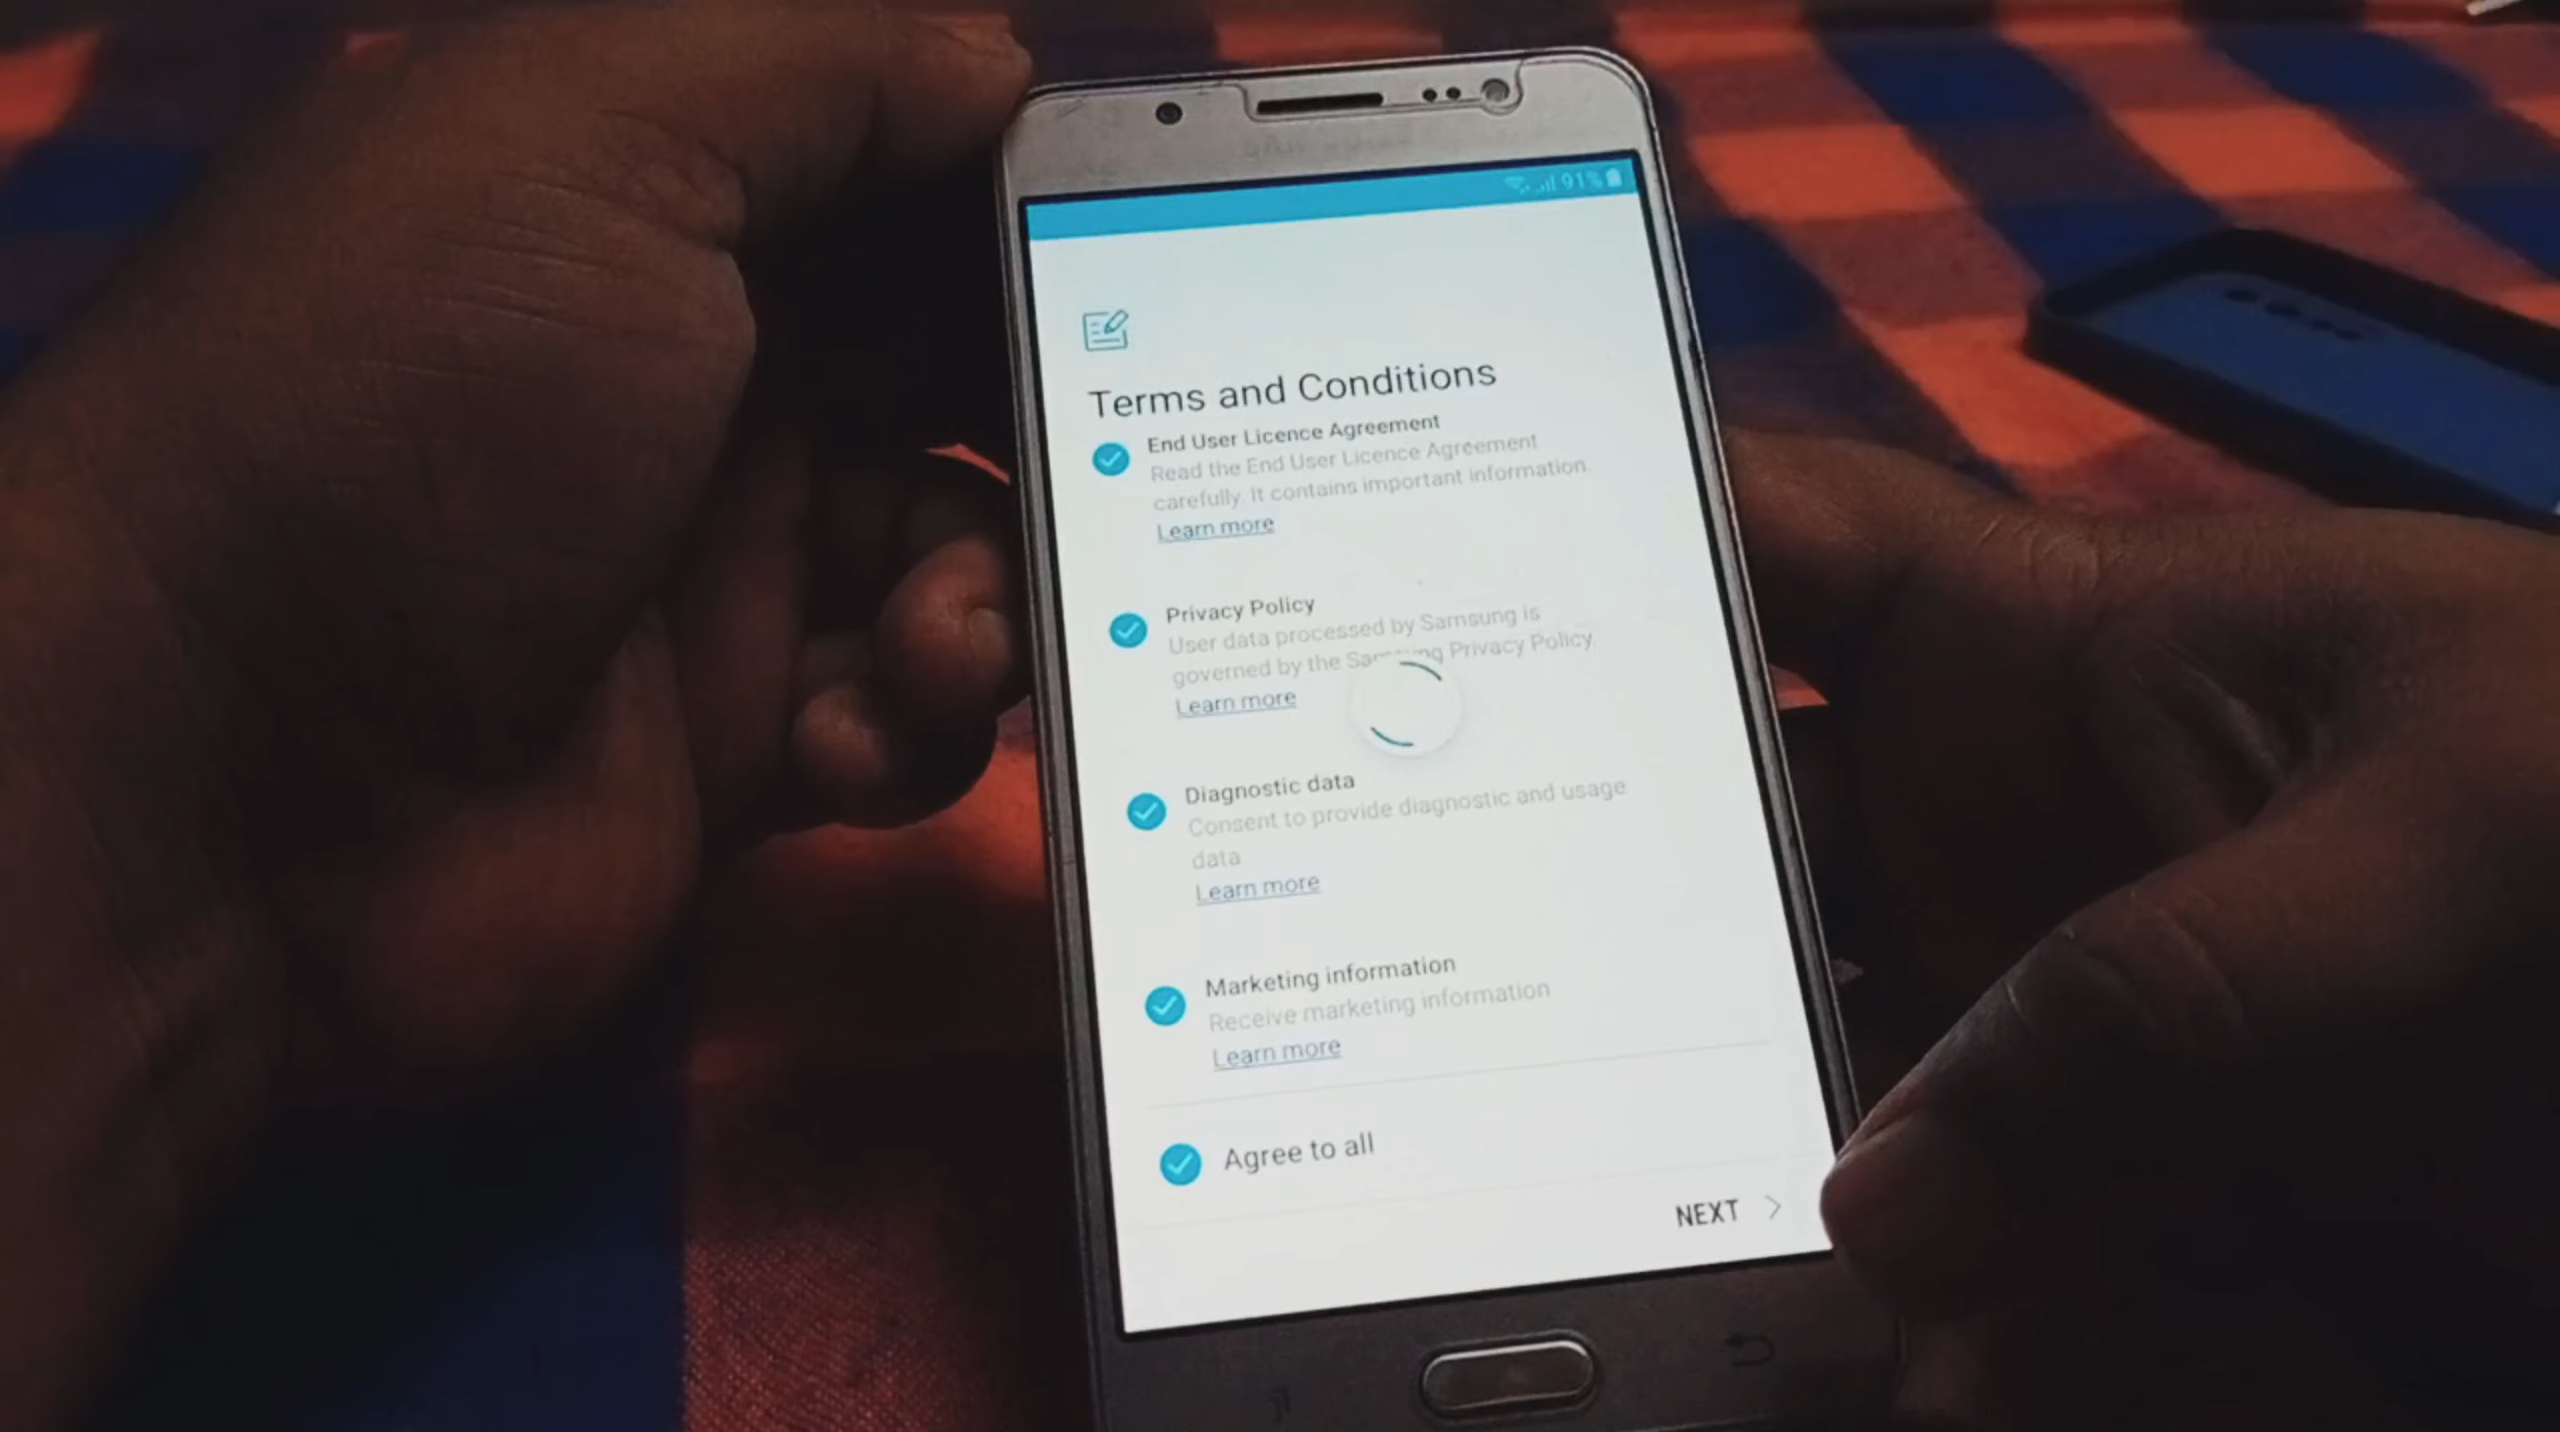 91%
Terms and Conditions
End User Licence Agreement
Read the End User Licence Agreement
carefully. It contains important information.
Learn more
Privacy Policy
User data processed by Samsung is
governed by the Samsung Privacy Policy.
Learn more
Diagnostic data
Consent to provide diagnostic and usage
data
Learn more
Marketing information
Receive marketing information
Learn more
Agree to all
NEXT